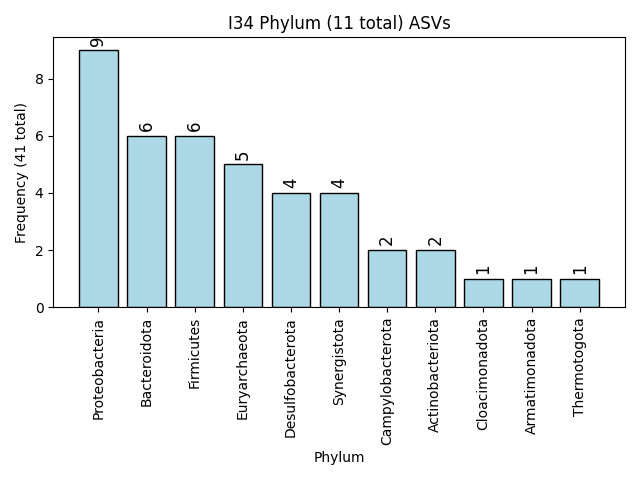 I34 Phylum (11 total) ASVs
Frequency (41 total)
8
6
4
2
0
9
6
6
5
4
4
2
2
1
1
1
Proteobacteria
Bacteroidota
Firmicutes
Euryarchaeota
Desulfobacterota
Synergistota
Campylobacterota
Actinobacteriota
Cloacimonadota
Armatimonadota
Thermotogota
Phylum